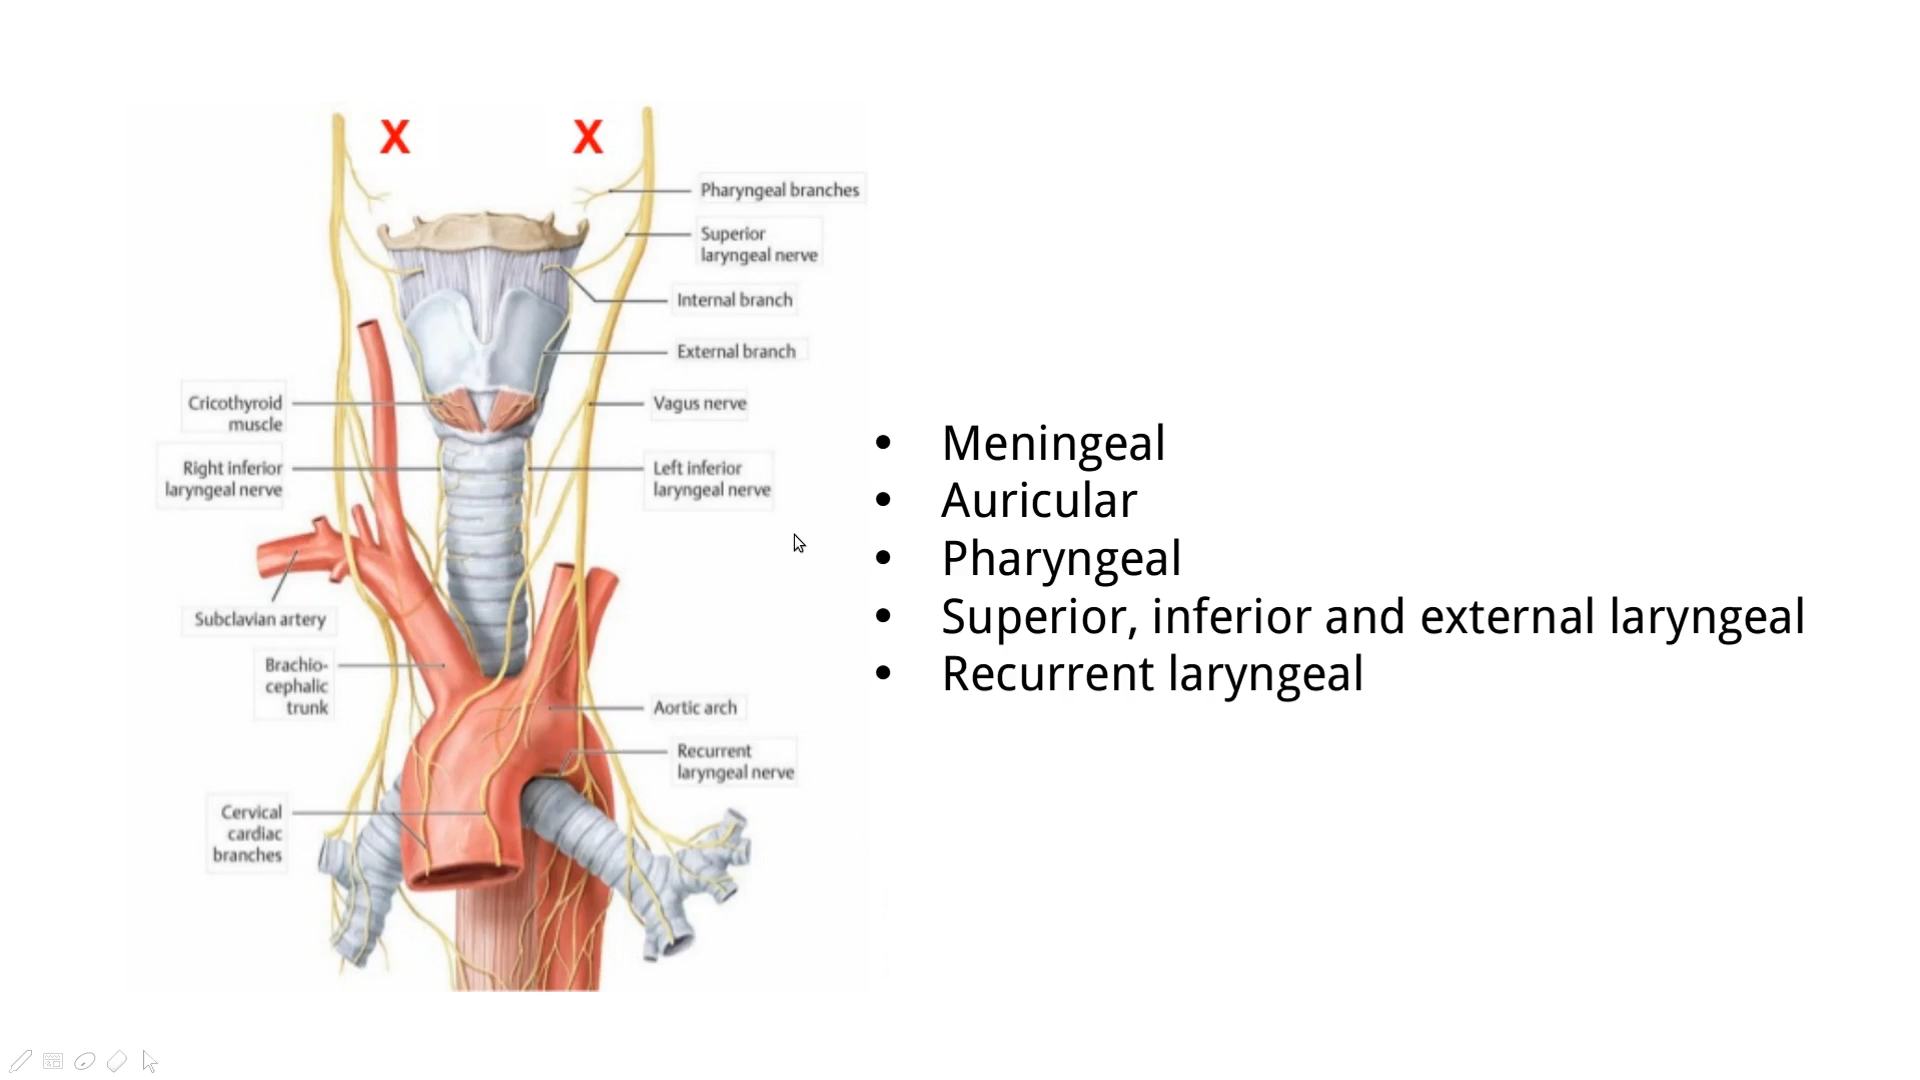 X
X
Pharyngeal branches
Superior
laryngeal nerve
Internal branch
External branch
Cricothyroid
muscle
Vagus nerve
Right inferior
laryngeal nerve
Left inferior
laryngeal nerve
Subclavian artery
Brachio-
cephalic
trunk
Aortic arch
Recurrent
laryngeal nerve
Cervical
cardiac
branches
• Meningeal
• Auricular
• Pharyngeal
• Superior, inferior and external laryngeal
• Recurrent laryngeal